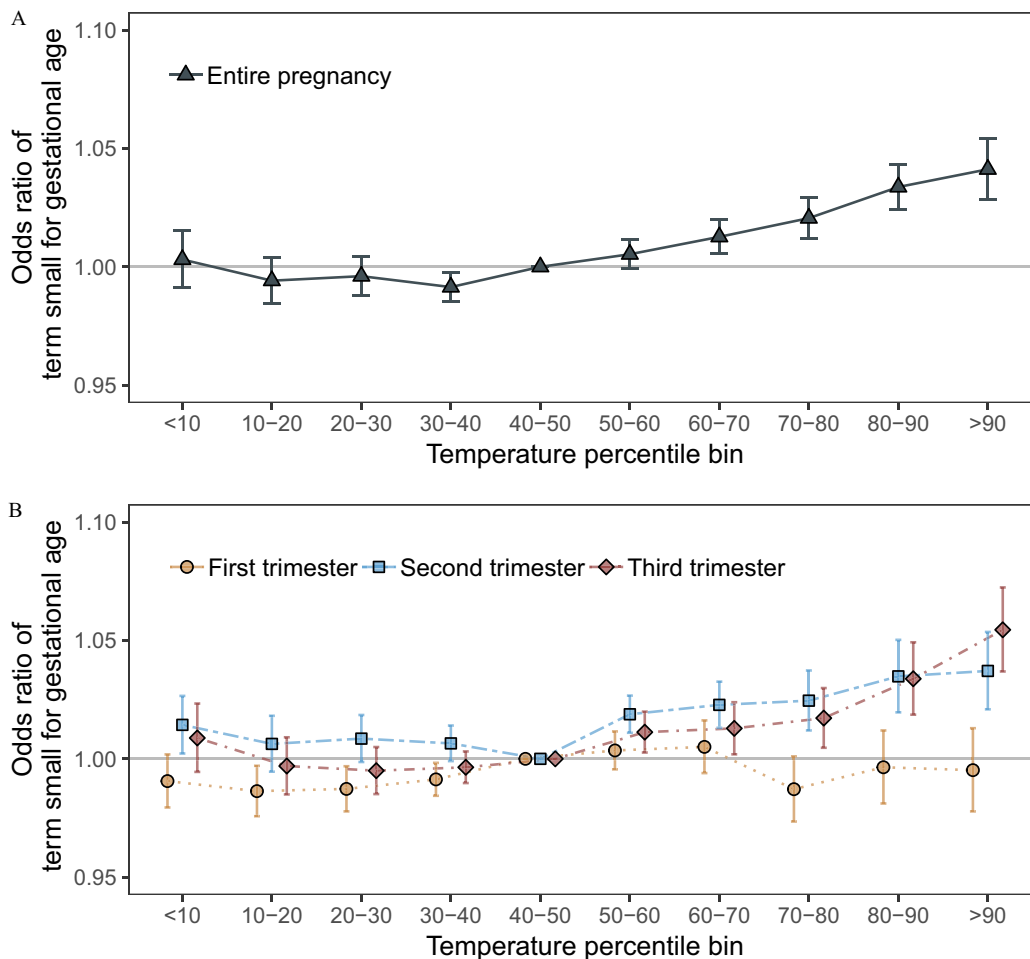 A
Odds ratio of
term small for gestational age
1.10
1.05
1.00
0.95
Entire pregnancy
<10 10−20 20−30 30−40 40−50 50−60 60−70 70−80 80−90 >90
Temperature percentile bin
B
Odds ratio of
term small for gestational age
1.10
1.05
1.00
0.95
First trimester Second trimester Third trimester
<10 10−20 20−30 30−40 40−50 50−60 60−70 70−80 80−90 >90
Temperature percentile bin